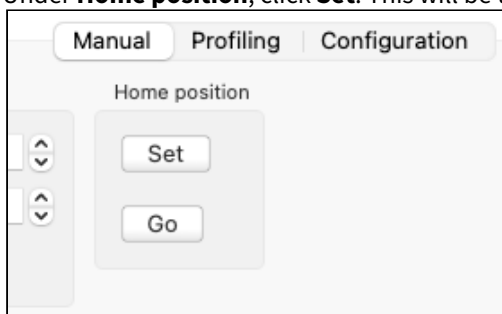 Under Home position, click Set. This will be
Manual Profiling Configuration
Home position
Set
Go